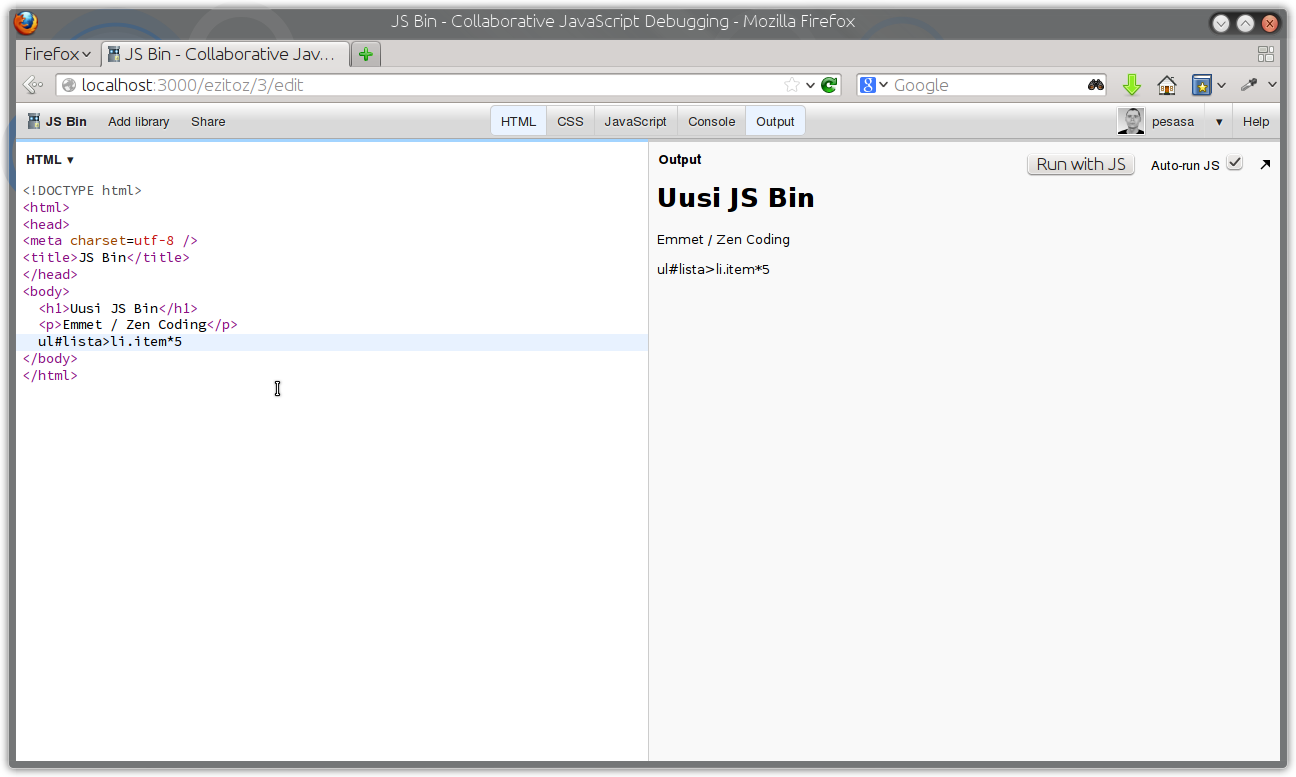 JS Bin - Collaborative JavaScript Debugging - Mozilla Firefox
Firefox JS Bin - Collaborative Jav...
localhost:3000/ezitoz/3/edit Google
JS Bin Add library Share HTML CSS JavaScript Console Output pesasa Help
HTML
<!DOCTYPE html>
<html>
<head>
<meta charset=utf-8 />
<title>JS Bin</title>
</head>
<body>
<h1>Uusi JS Bin</h1>
<p>Emmet / Zen Coding</p>
ul#lista>li.item*5
</body>
</html>
Output Run with JS Auto-run JS
Uusi JS Bin
Emmet / Zen Coding
ul#lista>li.item*5